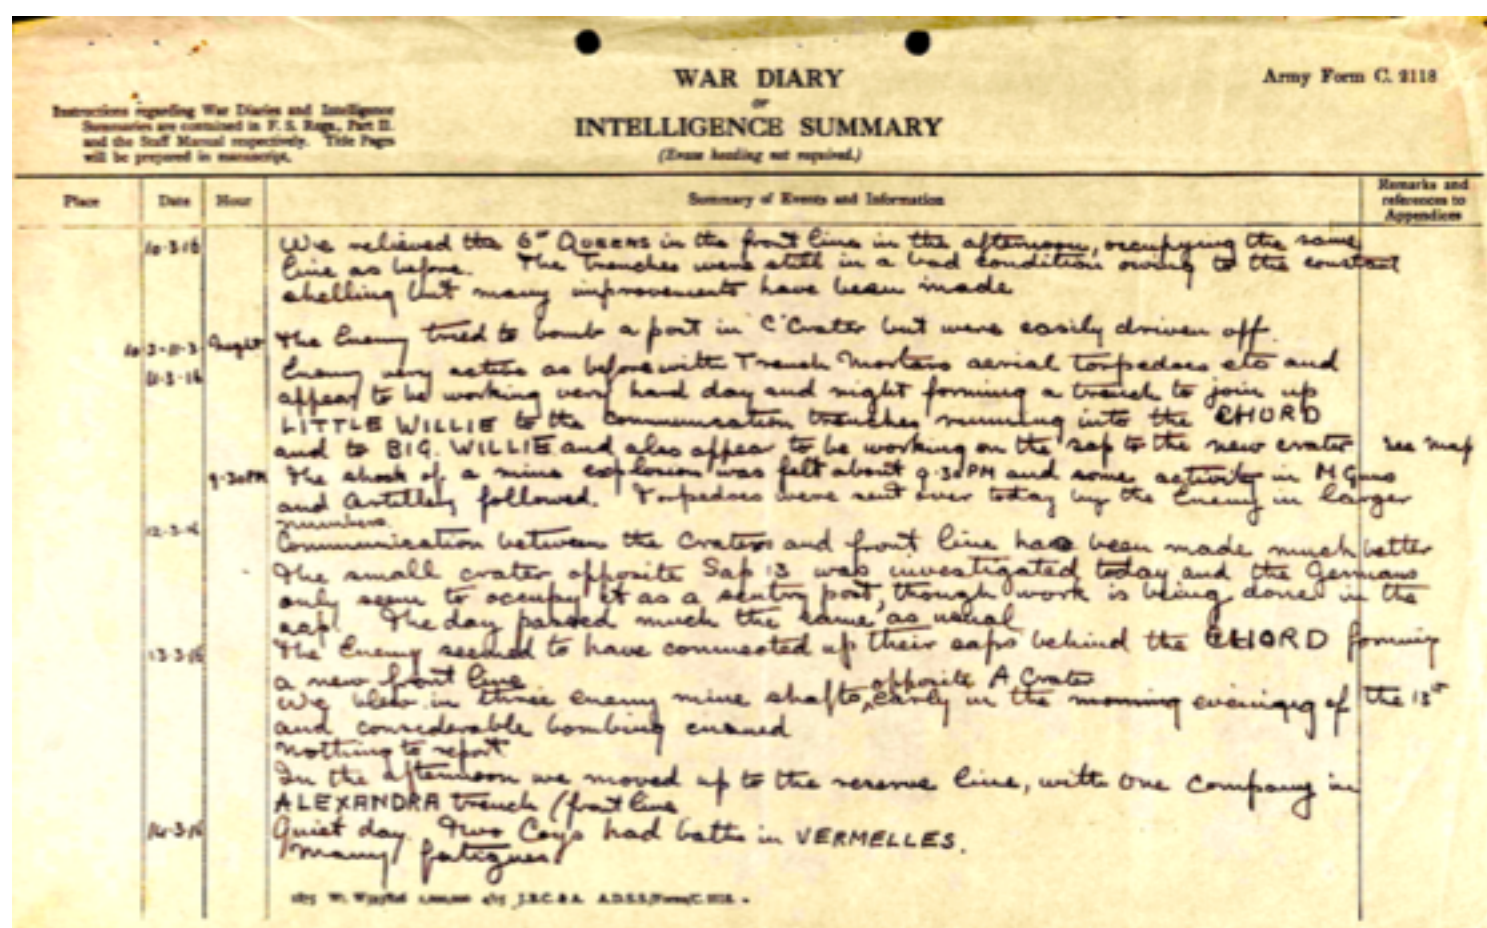 WAR DIARY
Army Form C. 2118
or
INTELLIGENCE SUMMARY
(Erase heading not required.)
Instructions regarding War Diaries and Intelligence
Summaries are contained in F. S. Regs., Part II.
and the Staff Manual respectively. Title Pages
will be prepared in manuscript.
Place Date Hour Summary of Events and Information Remarks and references to Appendices
10-3-16 We relieved the 6th QUEENS in the front line in the afternoon, occupying the same
line as before. The trenches were still in a bad condition owing to the constant
shelling but many improvements have been made
night The Enemy tried to bomb a post in 'C' Crater but were easily driven off.
11-3-16 Enemy very active as before with Trench Mortars aerial torpedoes etc and
appear to be working very hard day and night forming a trench to join up
LITTLE WILLIE to the Communication trenches running into the CHORD
and to BIG. WILLIE and also appear to be working on the sap to the new crater see map
9.30PM The shock of a mine explosion was felt about 9.30PM and some activity in M Guns
and Artillery followed. Torpedoes were sent over today by the Enemy in larger
numbers.
12-3-16 Communication between the Craters and front line has been made much better
The small crater opposite Sap 13 was investigated today and the Germans
only seem to occupy it as a sentry post, though work is being done in the
sap. The day passed much the same as usual
13-3-16 The Enemy seemed to have connected up their saps behind the CHORD forming
a new front line
opposite A Crater
We blew in three enemy mine shafts, early in the morning evening of the 13th
and considerable bombing ensued
Nothing to report
In the afternoon we moved up to the reserve line, with one Company in
ALEXANDRA trench (front line
14-3-16 Quiet day. Two Coys had baths in VERMELLES.
Many fatigues.